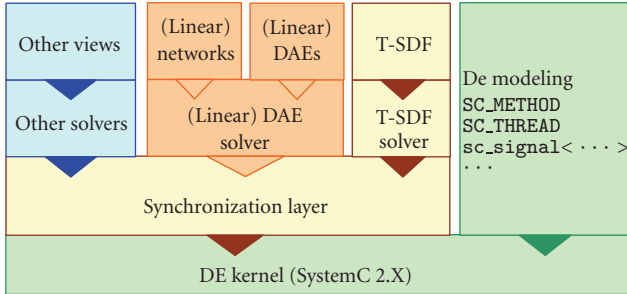 Other views
(Linear)
networks
(Linear)
DAEs
T-SDF
De modeling
SC_METHOD
SC_THREAD
sc_signal< ··· >
···
Other solvers
(Linear) DAE
solver
T-SDF
solver
Synchronization layer
DE kernel (SystemC 2.X)